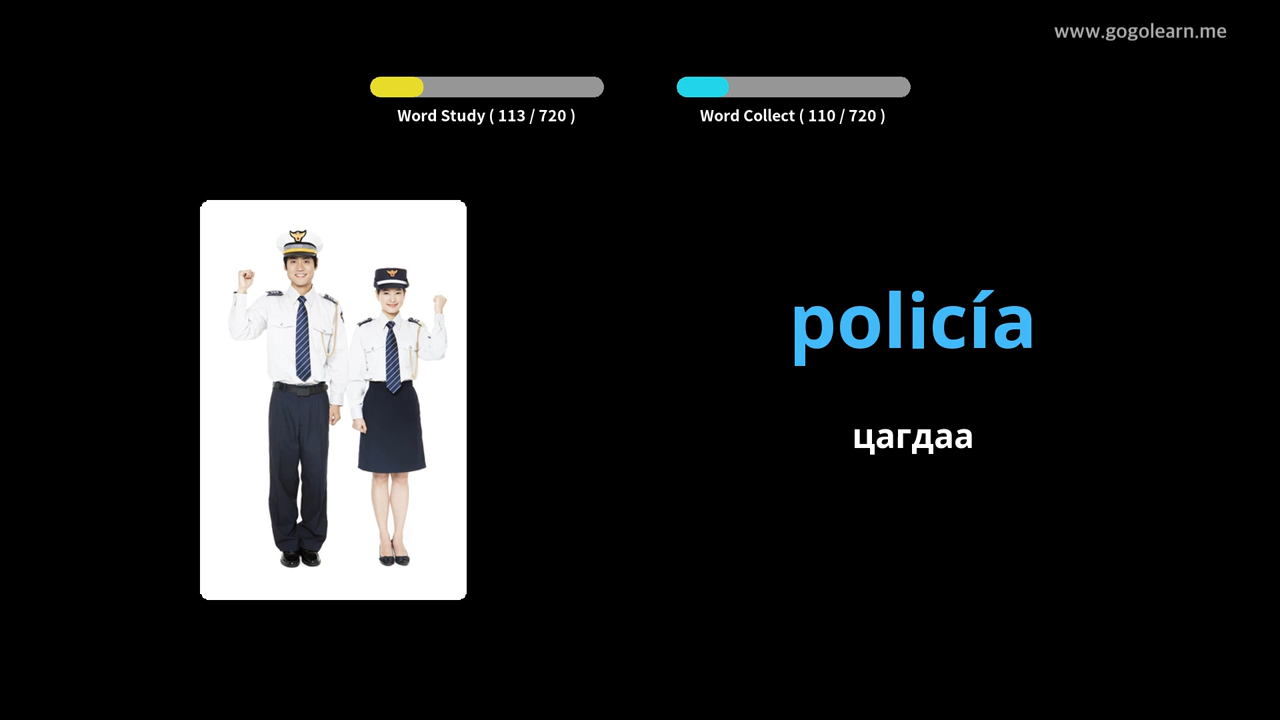 www.gogolearn.me
Word Study ( 113 / 720 )
Word Collect ( 110 / 720 )
policía
цагдаа